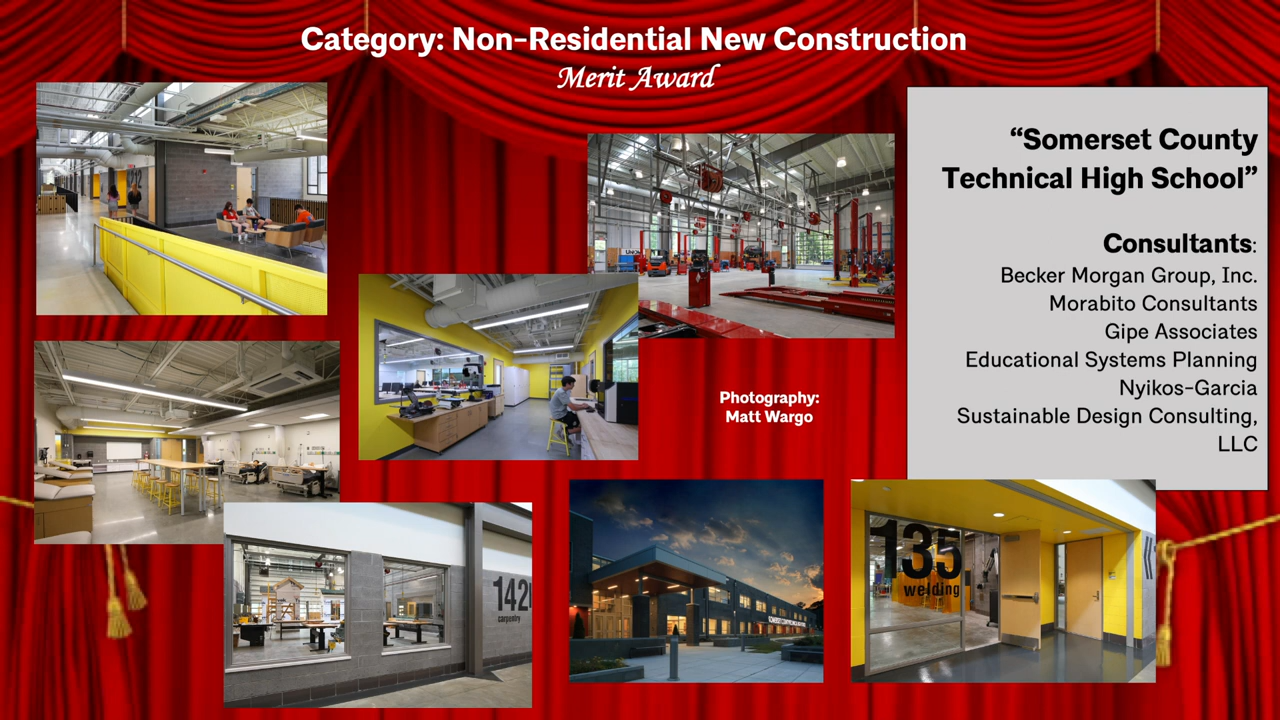 Category: Non-Residential New Construction
Merit Award
“Somerset County
Technical High School”
Consultants:
Becker Morgan Group, Inc.
Morabito Consultants
Gipe Associates
Educational Systems Planning
Nyikos-Garcia
Sustainable Design Consulting,
LLC
Photography:
Matt Wargo
142
carpentry
135
welding